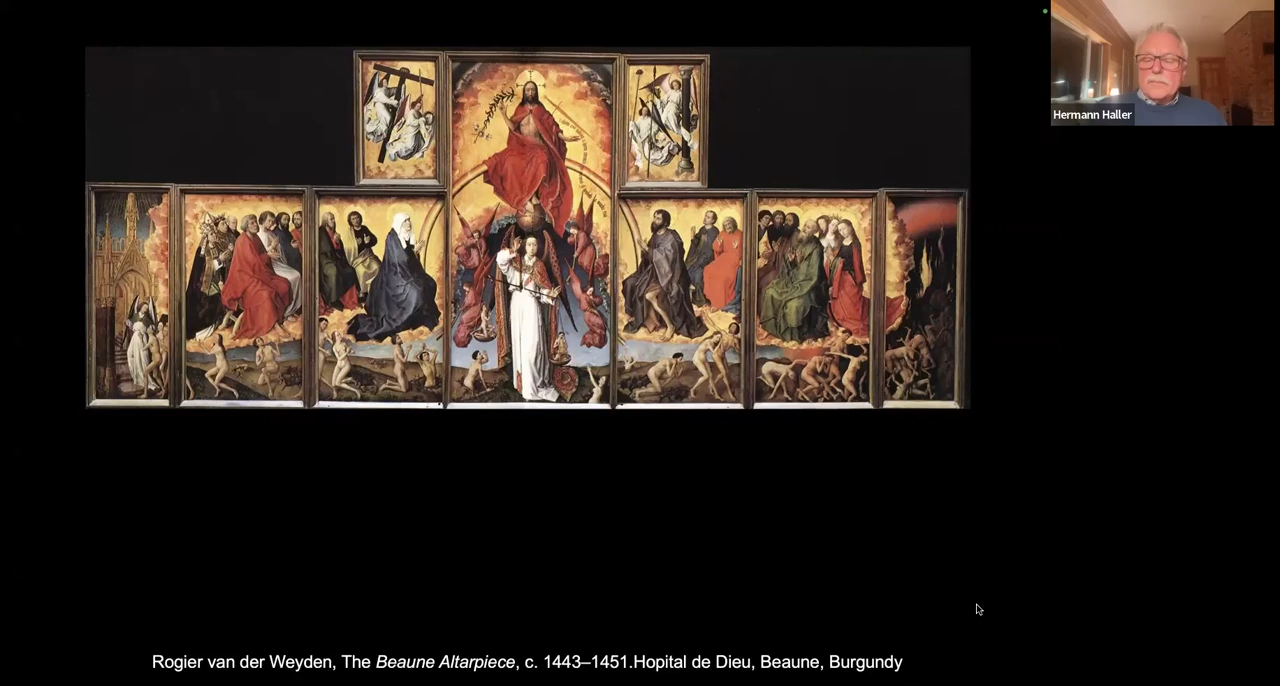 Hermann Haller
Rogier van der Weyden, The Beaune Altarpiece, c. 1443–1451.Hopital de Dieu, Beaune, Burgundy